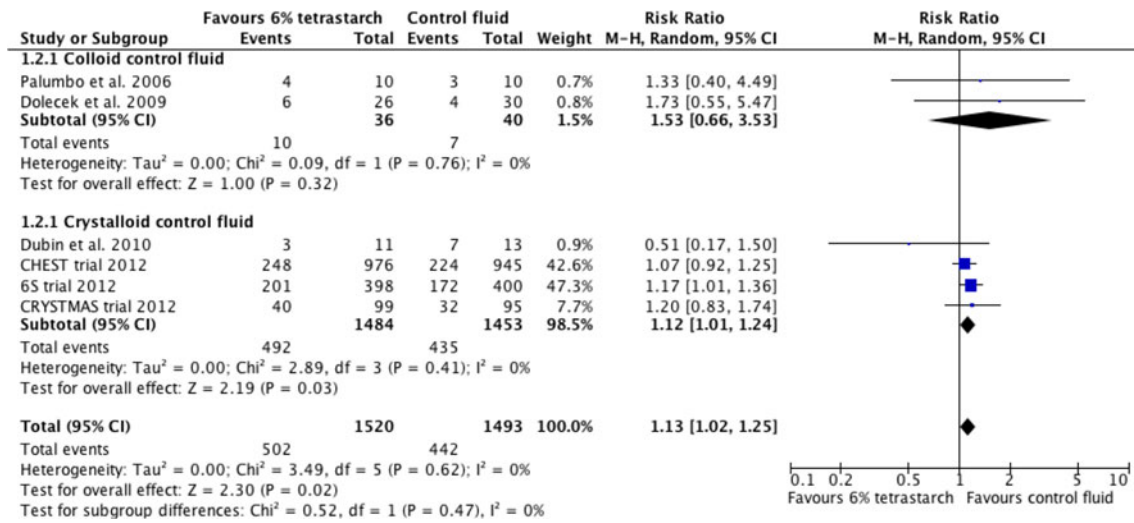 Favours 6% tetrastarch Control fluid Risk Ratio Risk Ratio
Study or Subgroup Events Total Events Total Weight M-H, Random, 95% CI M-H, Random, 95% CI
1.2.1 Colloid control fluid
Palumbo et al. 2006 4 10 3 10 0.7% 1.33 [0.40, 4.49]
Dolecek et al. 2009 6 26 4 30 0.8% 1.73 [0.55, 5.47]
Subtotal (95% CI) 36 40 1.5% 1.53 [0.66, 3.53]
Total events 10 7
Heterogeneity: Tau² = 0.00; Chi² = 0.09, df = 1 (P = 0.76); I² = 0%
Test for overall effect: Z = 1.00 (P = 0.32)
1.2.1 Crystalloid control fluid
Dubin et al. 2010 3 11 7 13 0.9% 0.51 [0.17, 1.50]
CHEST trial 2012 248 976 224 945 42.6% 1.07 [0.92, 1.25]
6S trial 2012 201 398 172 400 47.3% 1.17 [1.01, 1.36]
CRYSTMAS trial 2012 40 99 32 95 7.7% 1.20 [0.83, 1.74]
Subtotal (95% CI) 1484 1453 98.5% 1.12 [1.01, 1.24]
Total events 492 435
Heterogeneity: Tau² = 0.00; Chi² = 2.89, df = 3 (P = 0.41); I² = 0%
Test for overall effect: Z = 2.19 (P = 0.03)
Total (95% CI) 1520 1493 100.0% 1.13 [1.02, 1.25]
Total events 502 442
Heterogeneity: Tau² = 0.00; Chi² = 3.49, df = 5 (P = 0.62); I² = 0%
Test for overall effect: Z = 2.30 (P = 0.02)
Test for subgroup differences: Chi² = 0.52, df = 1 (P = 0.47), I² = 0%
0.1 0.2 0.5 1 2 5 10
Favours 6% tetrastarch Favours control fluid